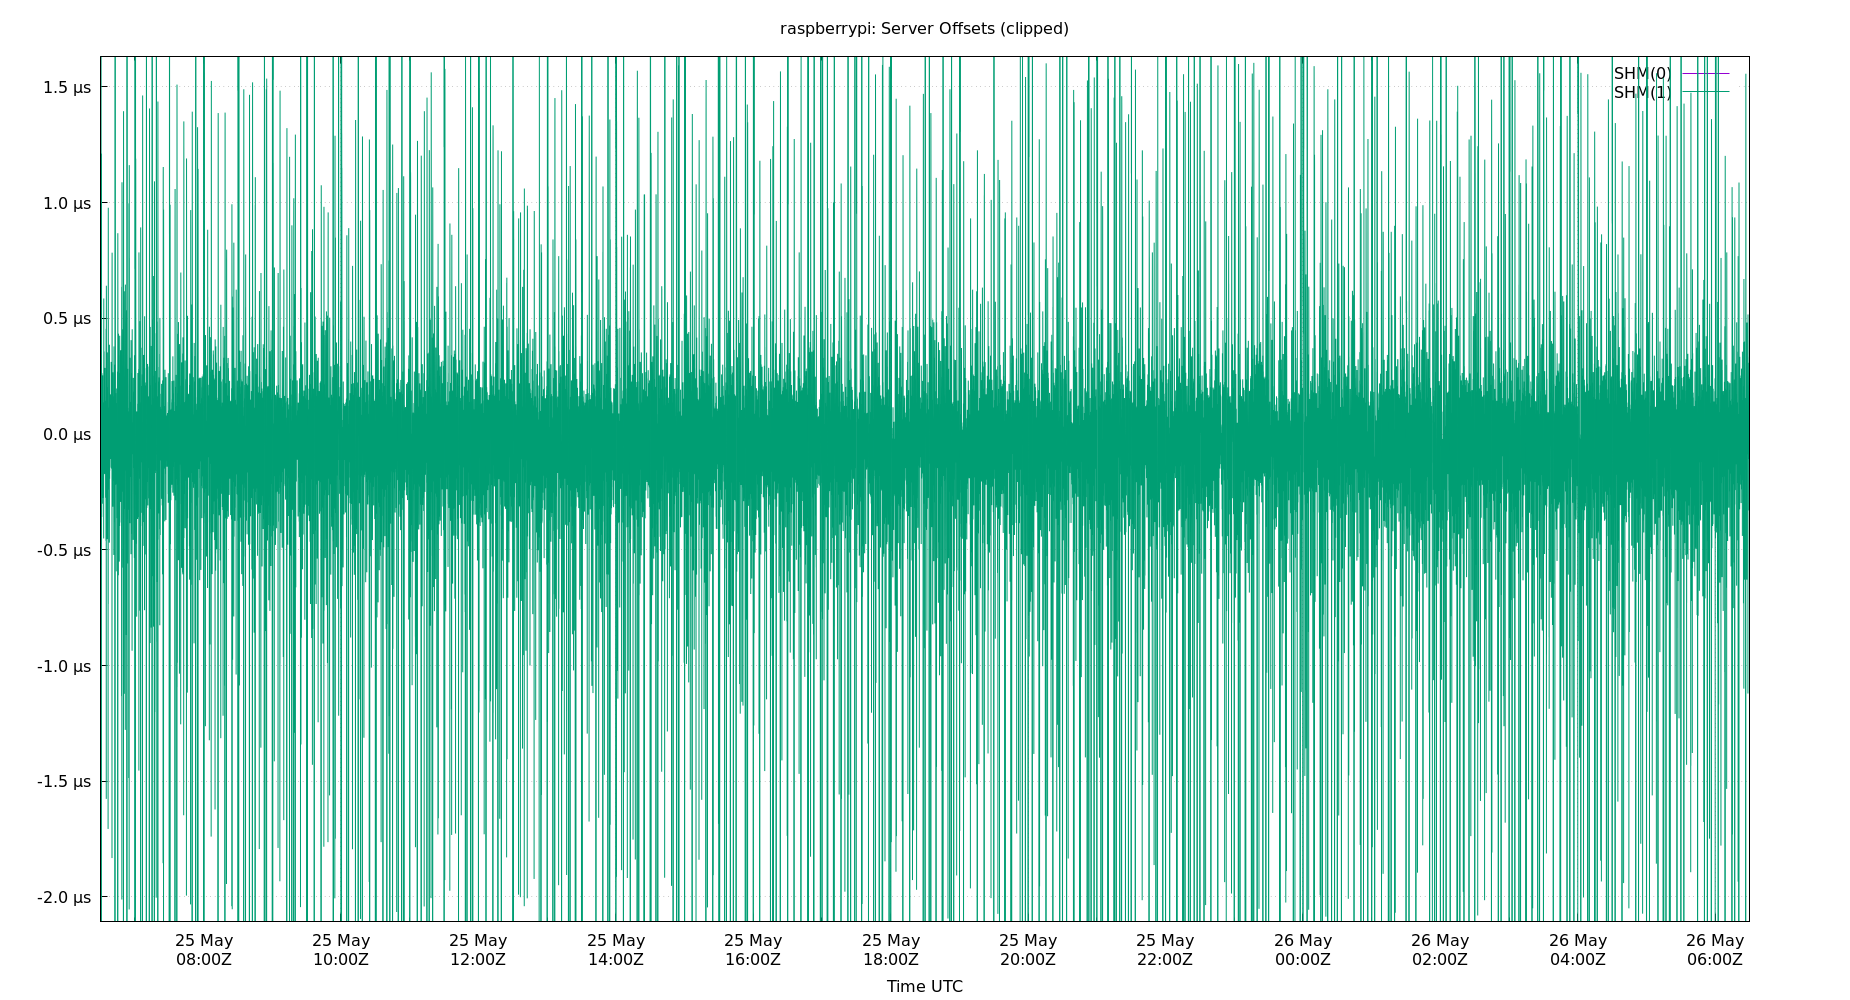 raspberrypi: Server Offsets (clipped)
SHM(0)
SHM(1)
1.5 µs
1.0 µs
0.5 µs
0.0 µs
-0.5 µs
-1.0 µs
-1.5 µs
-2.0 µs
25 May 25 May 25 May 25 May 25 May 25 May 25 May 25 May 26 May 26 May 26 May 26 May
08:00Z 10:00Z 12:00Z 14:00Z 16:00Z 18:00Z 20:00Z 22:00Z 00:00Z 02:00Z 04:00Z 06:00Z
Time UTC